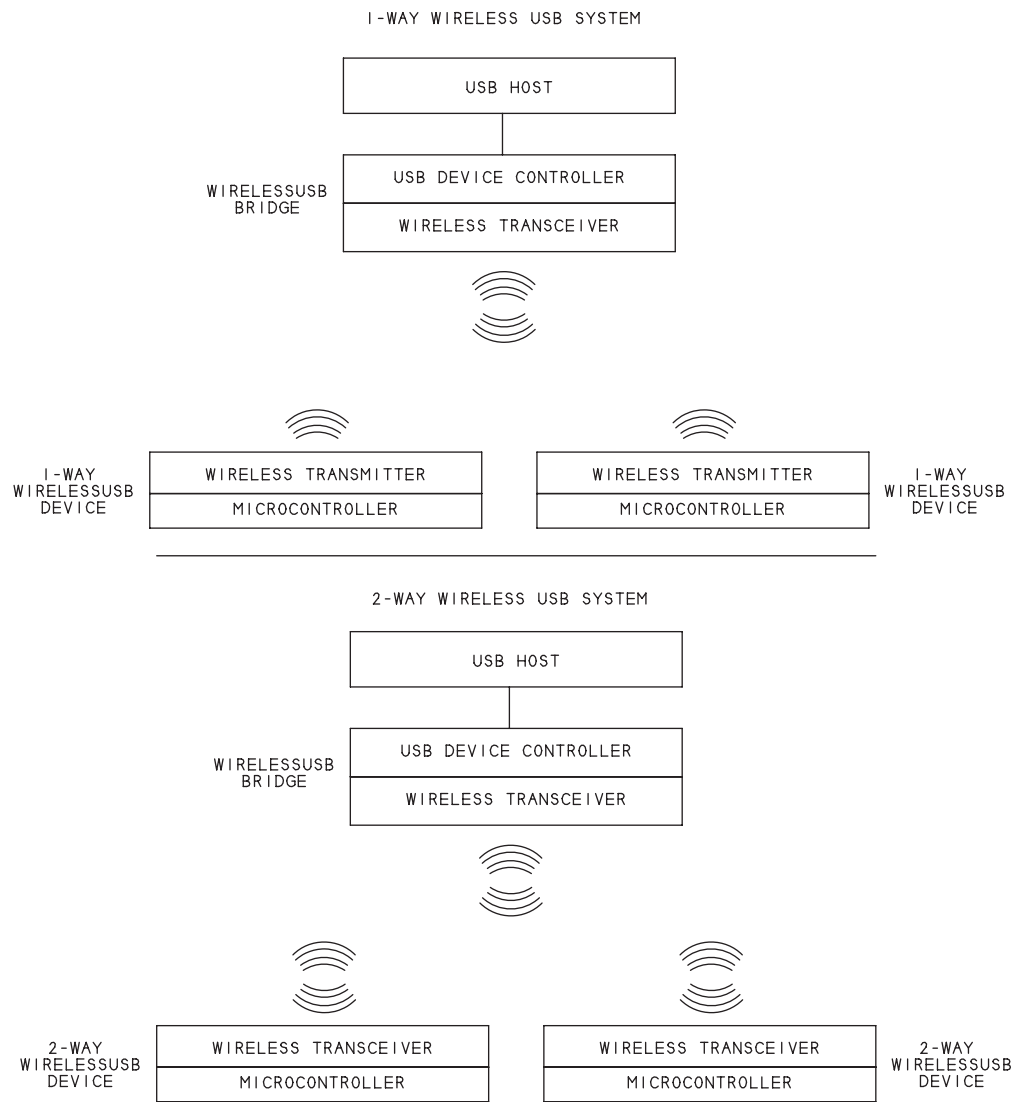 1-WAY WIRELESS USB SYSTEM
USB HOST
WIRELESSUSB
BRIDGE
USB DEVICE CONTROLLER
WIRELESS TRANSCEIVER
1-WAY
WIRELESSUSB
DEVICE
WIRELESS TRANSMITTER
MICROCONTROLLER
WIRELESS TRANSMITTER
MICROCONTROLLER
1-WAY
WIRELESSUSB
DEVICE
2-WAY WIRELESS USB SYSTEM
USB HOST
WIRELESSUSB
BRIDGE
USB DEVICE CONTROLLER
WIRELESS TRANSCEIVER
2-WAY
WIRELESSUSB
DEVICE
WIRELESS TRANSCEIVER
MICROCONTROLLER
WIRELESS TRANSCEIVER
MICROCONTROLLER
2-WAY
WIRELESSUSB
DEVICE